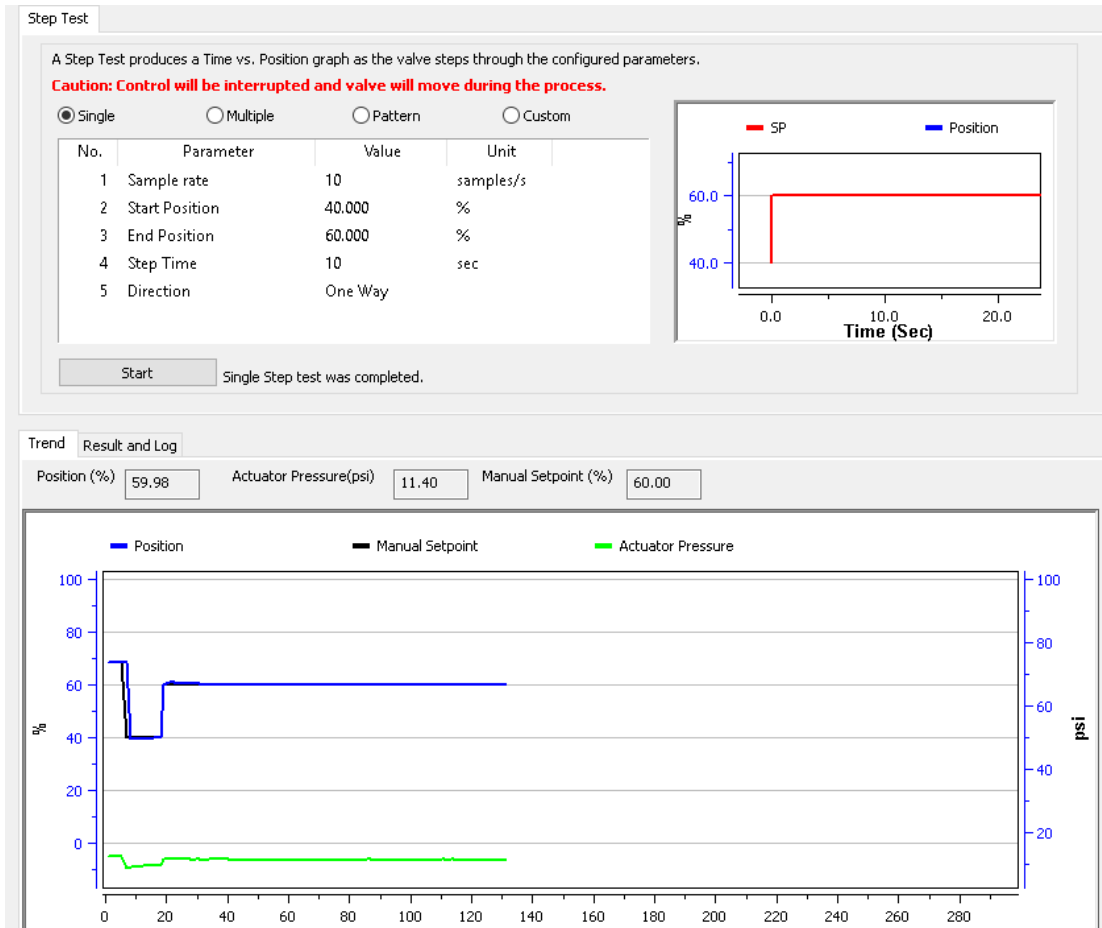 Step Test
A Step Test produces a Time vs. Position graph as the valve steps through the configured parameters.
Caution: Control will be interrupted and valve will move during the process.
Single Multiple Pattern Custom
No. Parameter Value Unit
1 Sample rate 10 samples/s
2 Start Position 40.000 %
3 End Position 60.000 %
4 Step Time 10 sec
5 Direction One Way
SP Position
60.0
%
40.0
0.0 10.0 20.0
Time (Sec)
Start Single Step test was completed.
Trend Result and Log
Position (%) 59.98 Actuator Pressure(psi) 11.40 Manual Setpoint (%) 60.00
Position Manual Setpoint Actuator Pressure
100 100
80 80
60 60
% psi
40 40
20 20
0
0 20 40 60 80 100 120 140 160 180 200 220 240 260 280